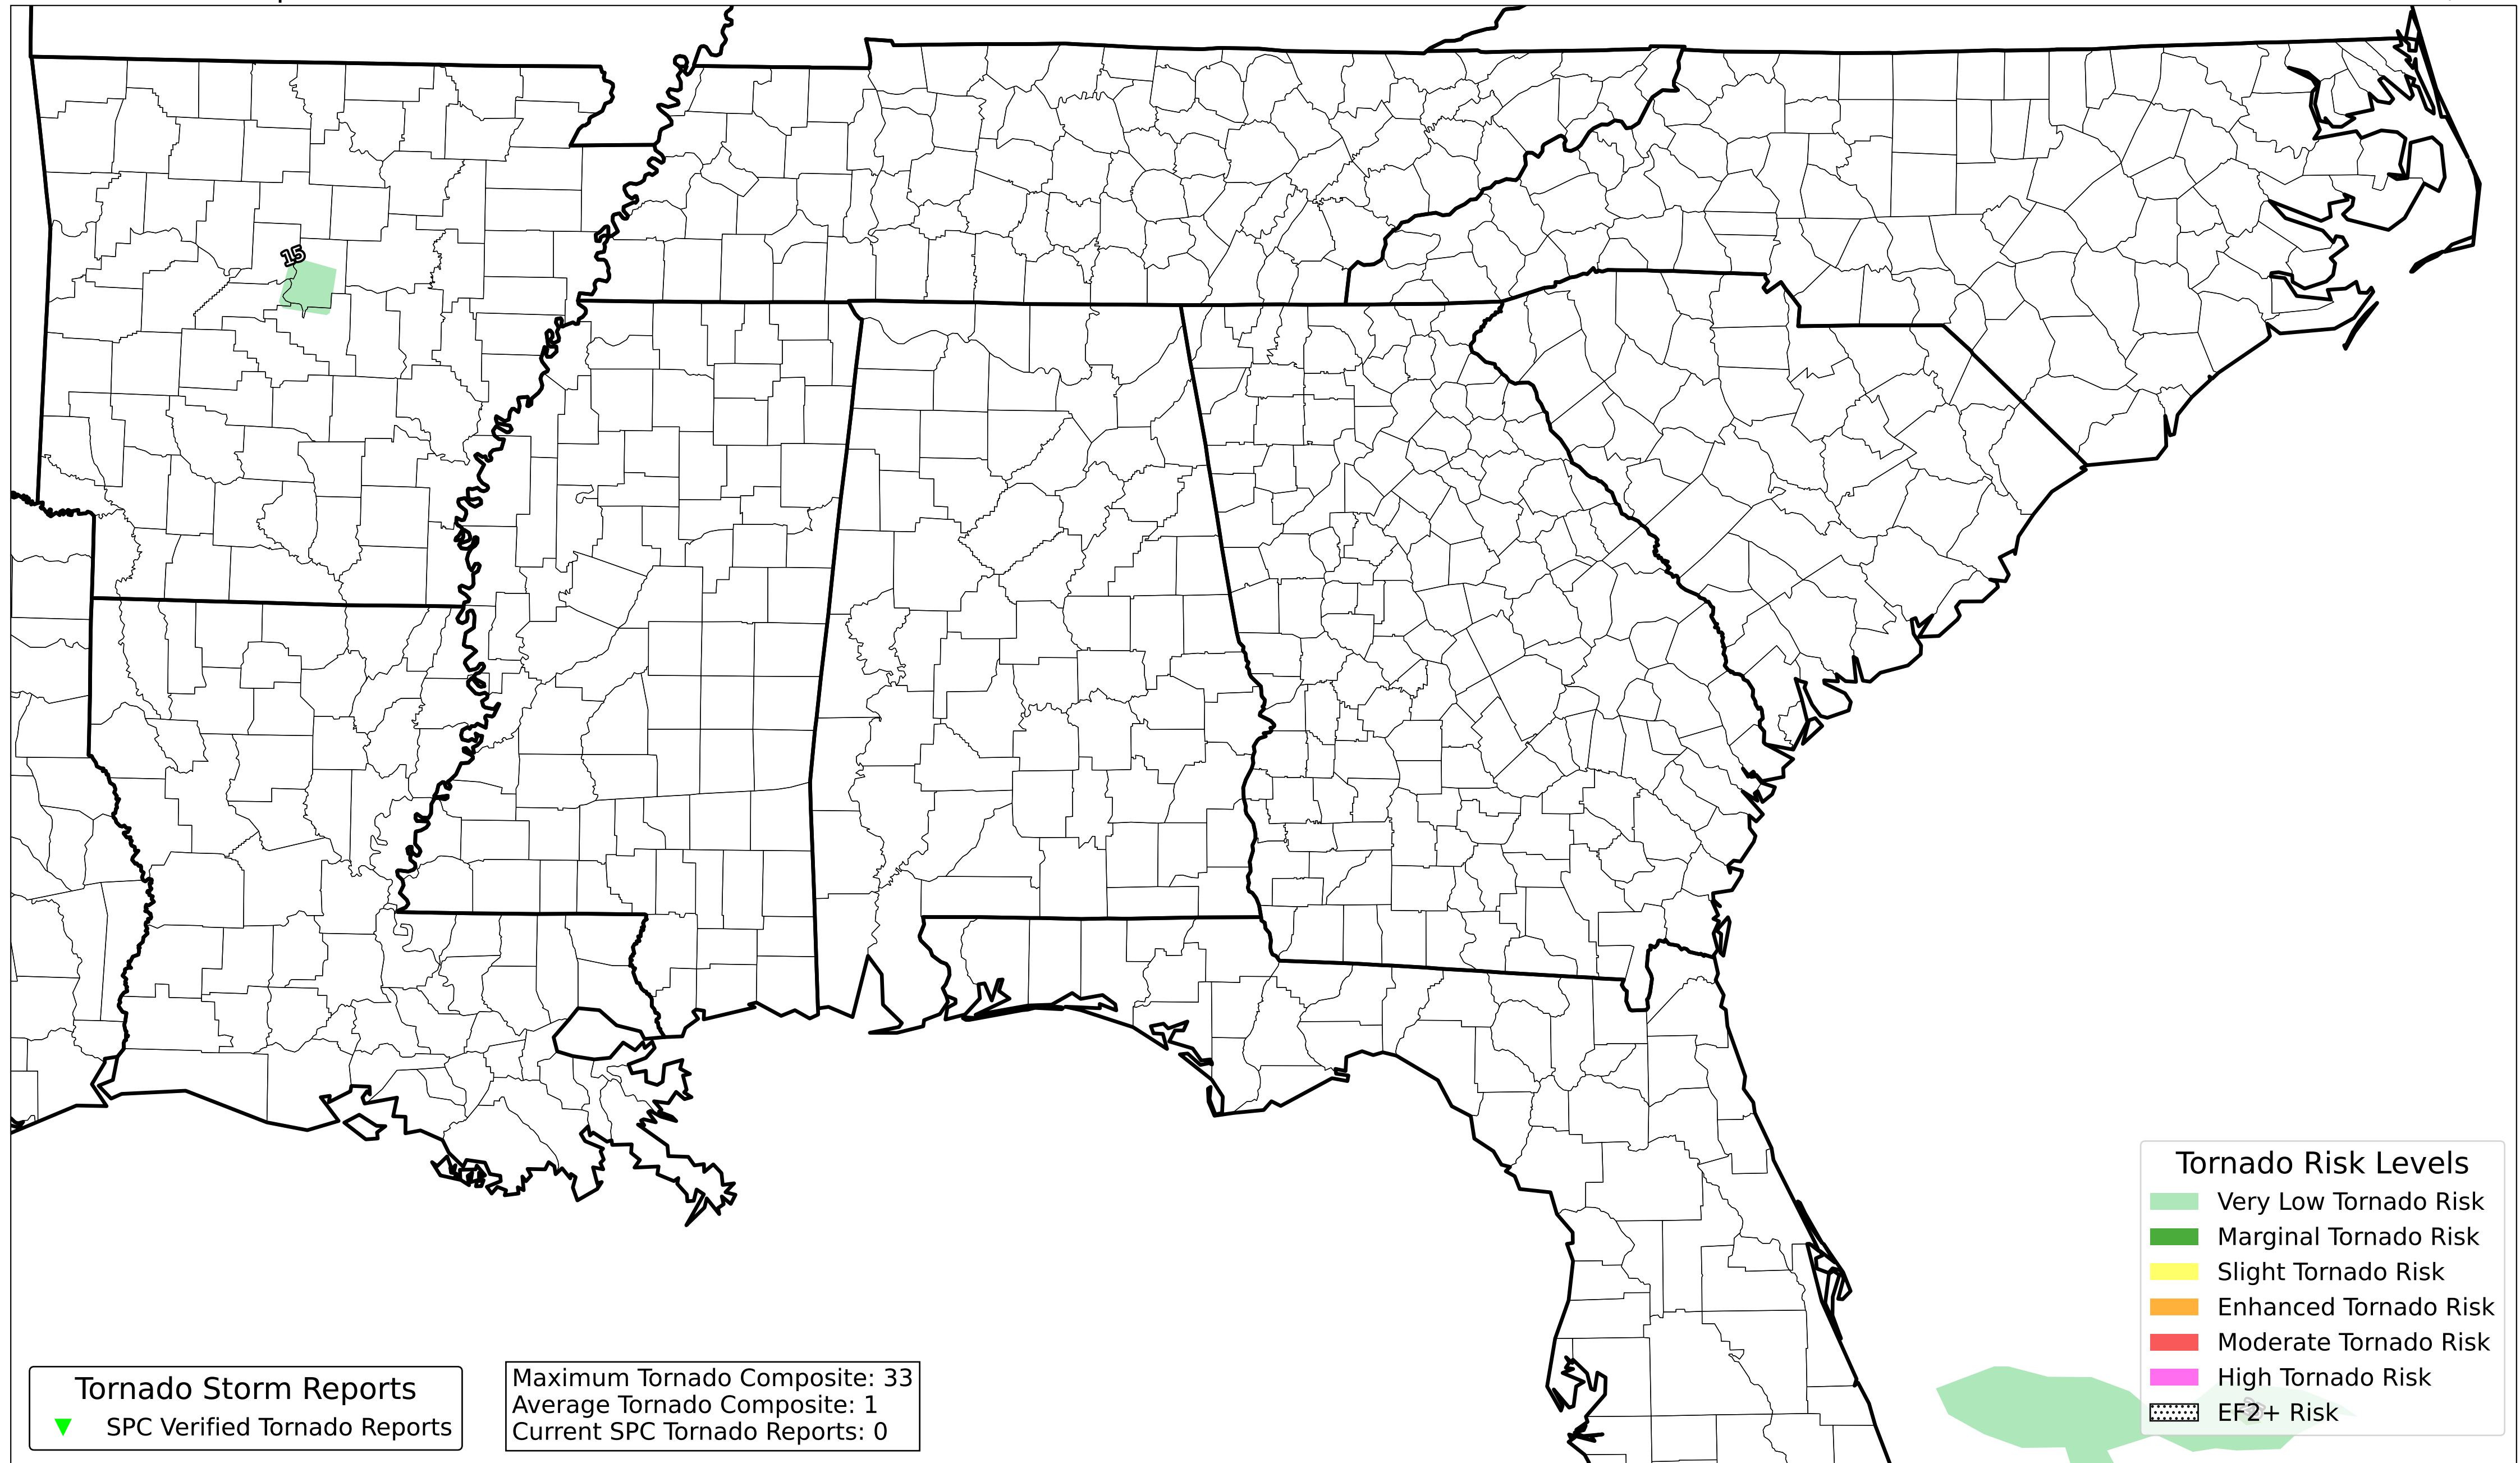 15
Tornado Risk Levels
Very Low Tornado Risk
Marginal Tornado Risk
Slight Tornado Risk
Enhanced Tornado Risk
Moderate Tornado Risk
High Tornado Risk
EF2+ Risk
Tornado Storm Reports
SPC Verified Tornado Reports
Maximum Tornado Composite: 33
Average Tornado Composite: 1
Current SPC Tornado Reports: 0